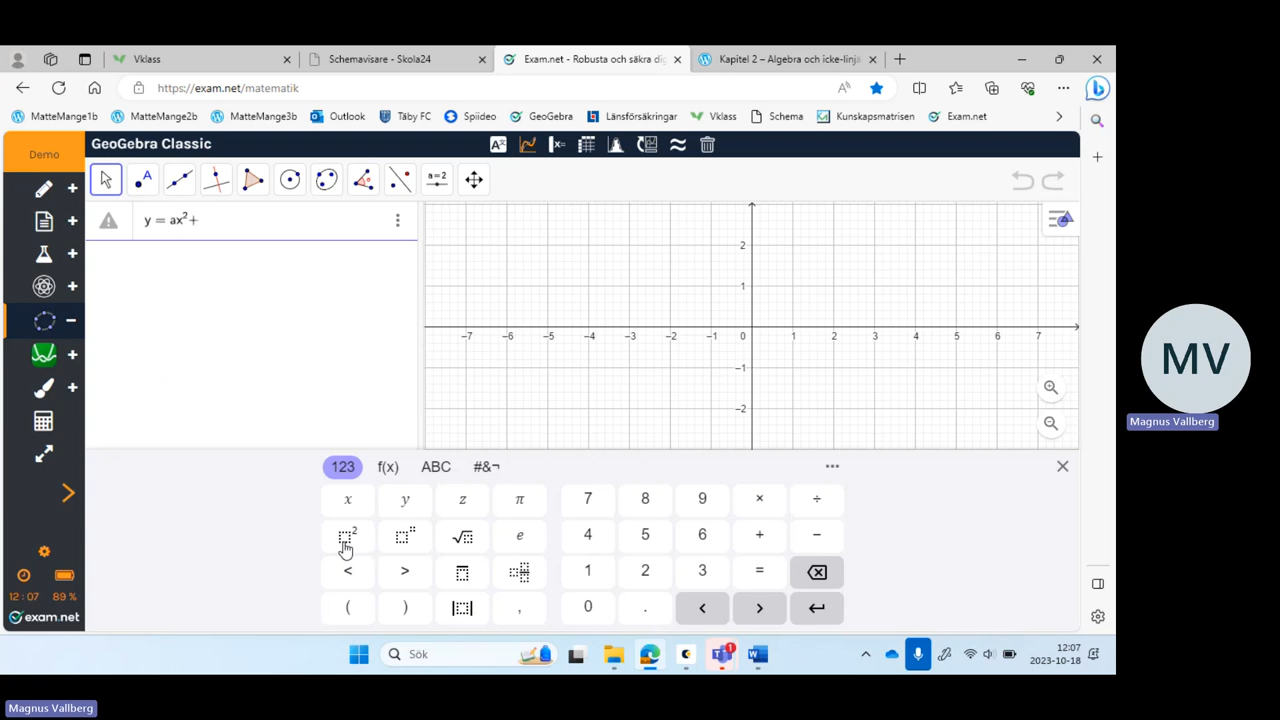 Vklass
Schemavisare - Skola24
Exam.net - Robusta och säkra di
Kapitel 2 – Algebra och icke-linjä
https://exam.net/matematik
MatteMange1b
MatteMange2b
MatteMange3b
Outlook
Täby FC
Spiideo
GeoGebra
Länsförsäkringar
Vklass
Schema
Kunskapsmatrisen
Exam.net
Demo
GeoGebra Classic
a=2
y = ax²+
2
1
−7 −6 −5 −4 −3 −2 −1 0 1 2 3 4 5 6 7
−1
−2
MV
Magnus Vallberg
123 f(x) ABC #&¬
x y z π 7 8 9 × ÷
2 e 4 5 6 + −
< > 1 2 3 =
( ) , 0 . < >
12:07 89 %
exam.net
Sök
1
12:07
2023-10-18
Magnus Vallberg